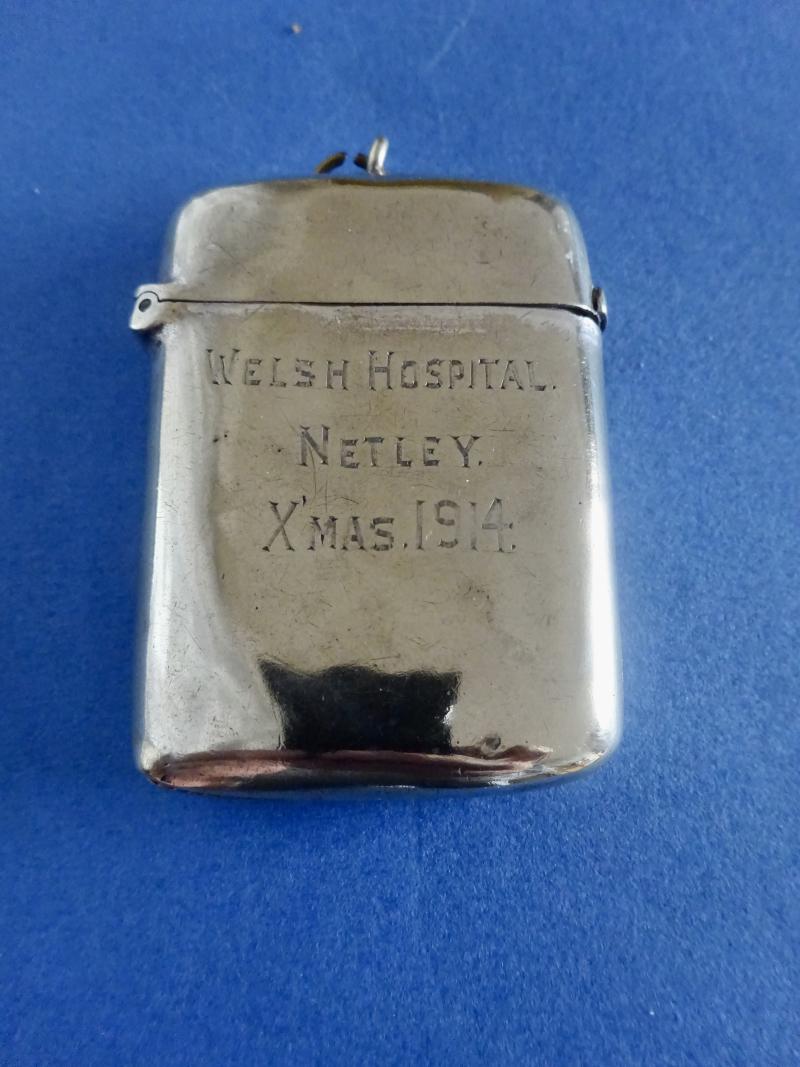 WELSH HOSPITAL.
NETLEY.
X'MAS. 1914.